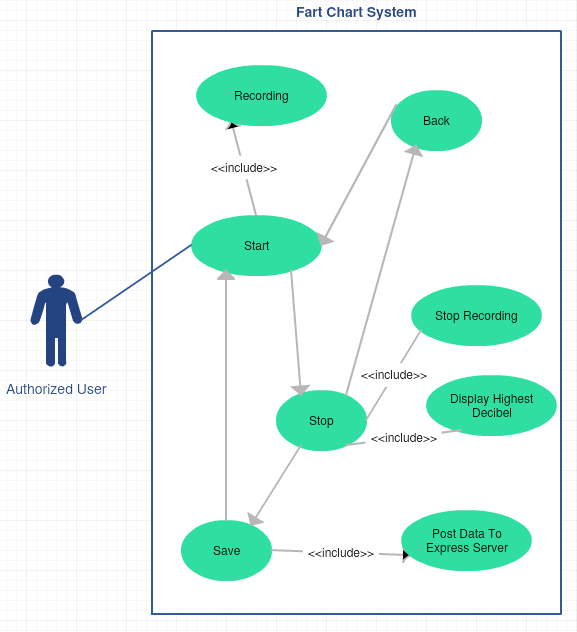 Fart Chart System
Recording
Back
<<include>>
Start
Stop Recording
Authorized User
<<include>>
Display Highest
Decibel
Stop
<<include>>
Post Data To
Express Server
Save
<<include>>